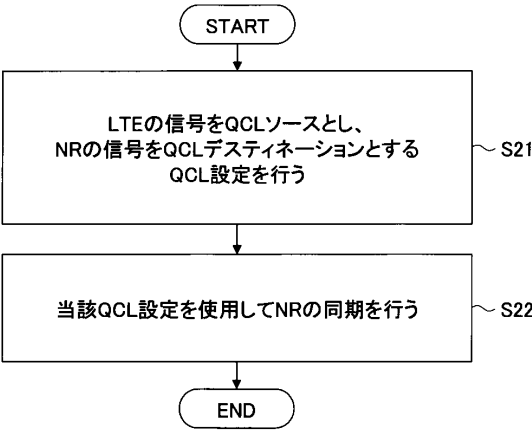 START
LTEの信号をQCLソースとし、
NRの信号をQCLデスティネーションとする
QCL設定を行う
S21
当該QCL設定を使用してNRの同期を行う
S22
END